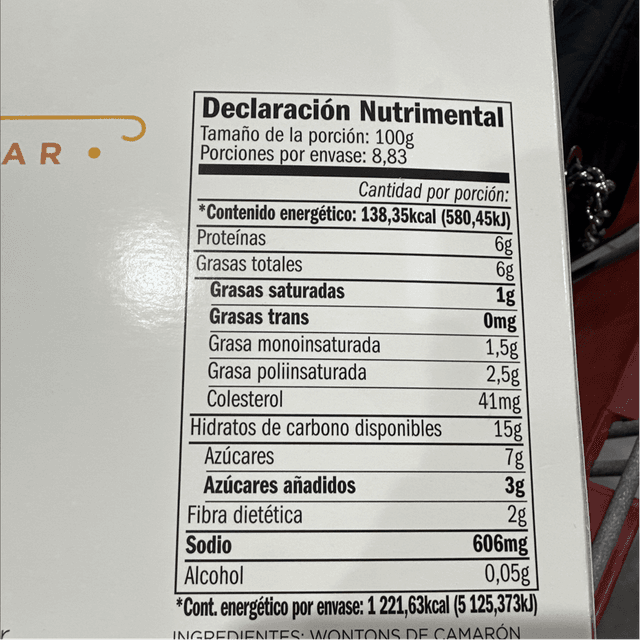 AR •
Declaración Nutrimental
Tamaño de la porción: 100g
Porciones por envase: 8,83
Cantidad por porción:
*Contenido energético: 138,35kcal (580,45kJ)
Proteínas 6g
Grasas totales 6g
Grasas saturadas 1g
Grasas trans 0mg
Grasa monoinsaturada 1,5g
Grasa poliinsaturada 2,5g
Colesterol 41mg
Hidratos de carbono disponibles 15g
Azúcares 7g
Azúcares añadidos 3g
Fibra dietética 2g
Sodio 606mg
Alcohol 0,05g
*Cont. energético por envase: 1 221,63kcal (5 125,373kJ)
r
INGREDIENTES: WONTONS DE CAMARÓN